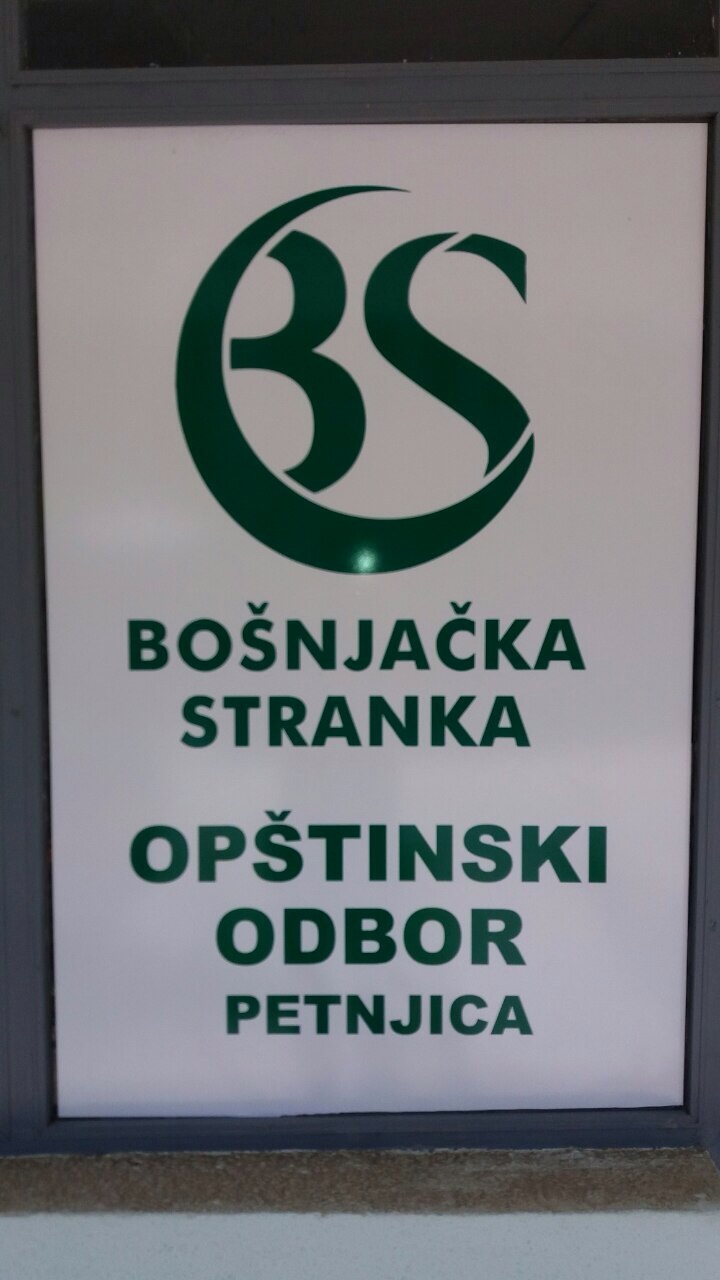 BS
BOŠNJAČKA
STRANKA
OPŠTINSKI
ODBOR
PETNJICA